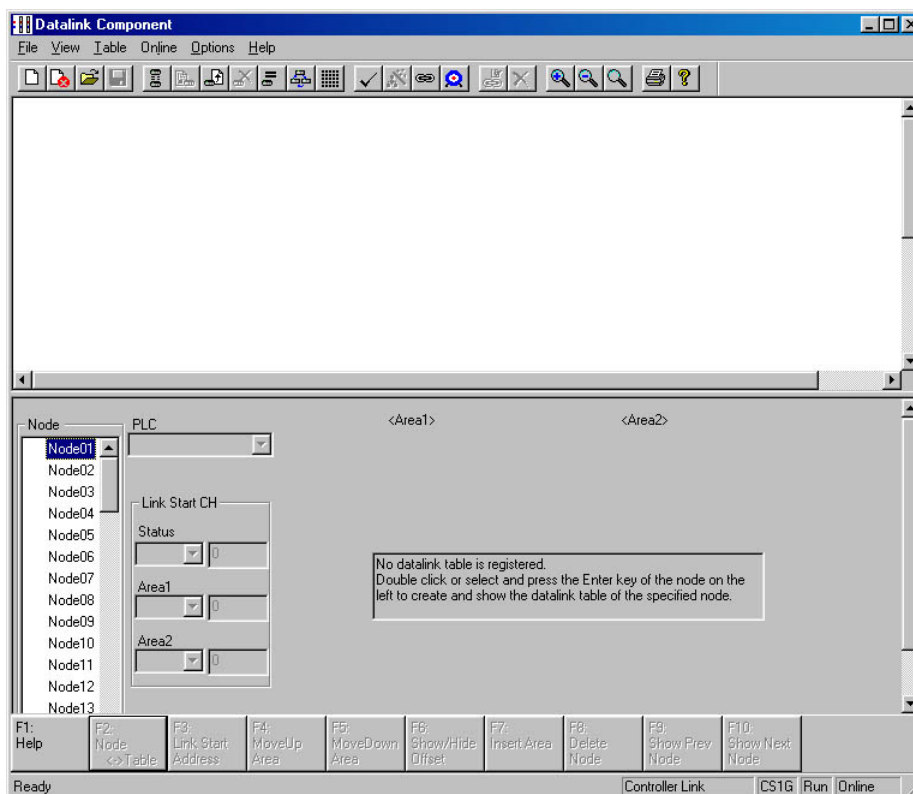 Datalink Component
File View Table Online Options Help
<Area1> <Area2>
Node PLC
Node01
Node02
Node03
Node04
Node05
Node06
Node07
Node08
Node09
Node10
Node11
Node12
Node13
Link Start CH
Status
0
Area1
0
Area2
0
No datalink table is registered.
Double click or select and press the Enter key of the node on the
left to create and show the datalink table of the specified node.
F1:
Help
F2:
Node
<->Table
F3:
Link Start
Address
F4:
MoveUp
Area
F5:
MoveDown
Area
F6:
Show/Hide
Offset
F7:
Insert Area
F8:
Delete
Node
F9:
Show Prev
Node
F10:
Show Next
Node
Ready Controller Link CS1G Run Online